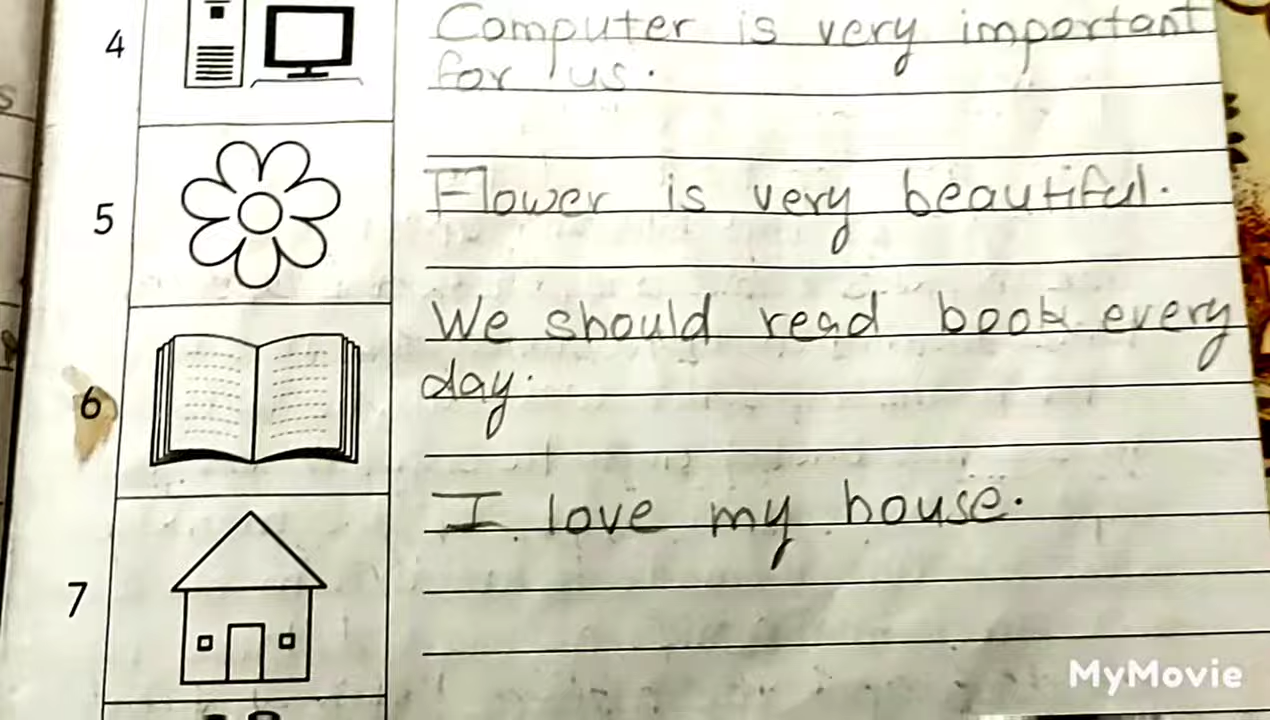 4
Computer is very important
for us.
5
Flower is very beautiful.
6
We should read book every
day.
7
I love my house.
MyMovie